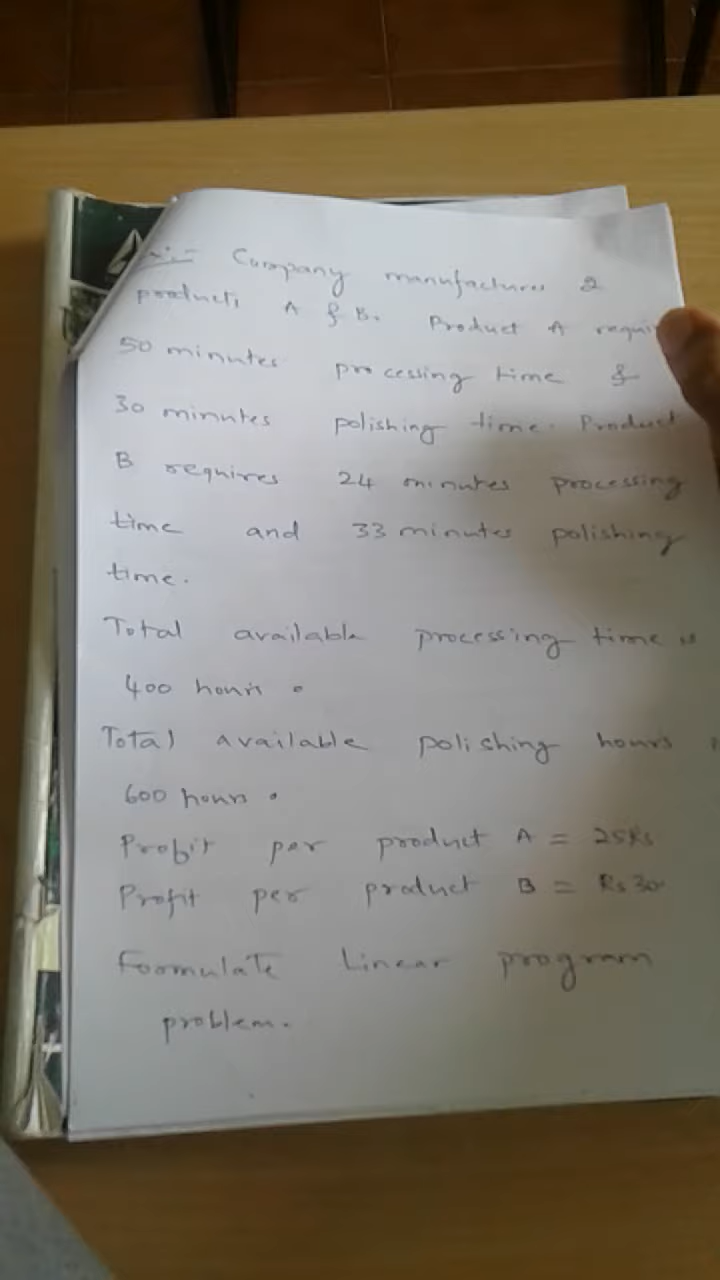 Company manufactures 2
products A & B. Product A requir
50 minutes processing time &
30 minutes polishing time. Product
B requires 24 minutes processing
time and 33 minutes polishing
time.
Total available processing time is
400 hours.
Total available polishing hours
600 hours.
Profit per product A = 25Rs
Profit per product B = Rs 30
Formulate Linear program
problem.